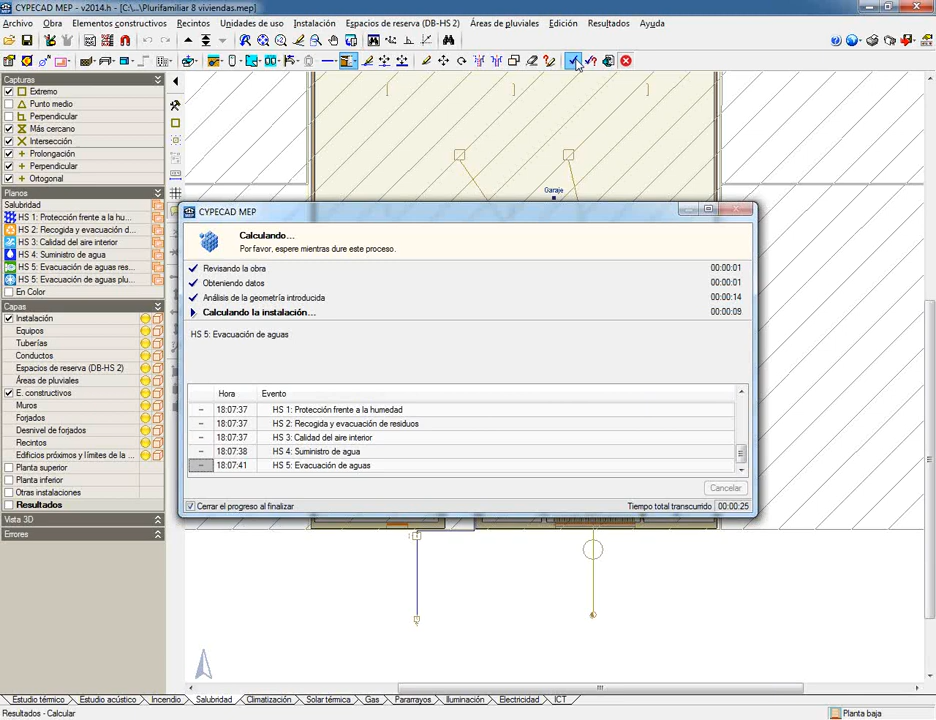 CYPECAD MEP - v2014.h - [C:\...\Plurifamiliar 8 viviendas.mep]
Archivo Obra Elementos constructivos Recintos Unidades de uso Instalación Espacios de reserva (DB-HS 2) Áreas de pluviales Edición Resultados Ayuda
Capturas
Extremo
Punto medio
Perpendicular
Más cercano
Intersección
Prolongación
Perpendicular
Ortogonal
Planos
Salubridad
HS 1: Protección frente a la hu...
HS 2: Recogida y evacuación d...
HS 3: Calidad del aire interior
HS 4: Suministro de agua
HS 5: Evacuación de aguas res...
HS 5: Evacuación de aguas plu...
En Color
Capas
Instalación
Equipos
Tuberías
Conductos
Espacios de reserva (DB-HS 2)
Áreas de pluviales
E. constructivos
Muros
Forjados
Desnivel de forjados
Recintos
Edificios próximos y límites de la ...
Planta superior
Planta inferior
Otras instalaciones
Resultados
Vista 3D
Errores
Garaje
CYPECAD MEP
Calculando...
Por favor, espere mientras dure este proceso.
Revisando la obra 00:00:01
Obteniendo datos 00:00:01
Análisis de la geometría introducida 00:00:14
Calculando la instalación... 00:00:09
HS 5: Evacuación de aguas
Hora Evento
18:07:37 HS 1: Protección frente a la humedad
18:07:37 HS 2: Recogida y evacuación de residuos
18:07:37 HS 3: Calidad del aire interior
18:07:38 HS 4: Suministro de agua
18:07:41 HS 5: Evacuación de aguas
Cancelar
Cerrar el progreso al finalizar Tiempo total transcurrido 00:00:25
Estudio térmico Estudio acústico Incendio Salubridad Climatización Solar térmica Gas Pararrayos Iluminación Electricidad ICT
Resultados - Calcular Planta baja